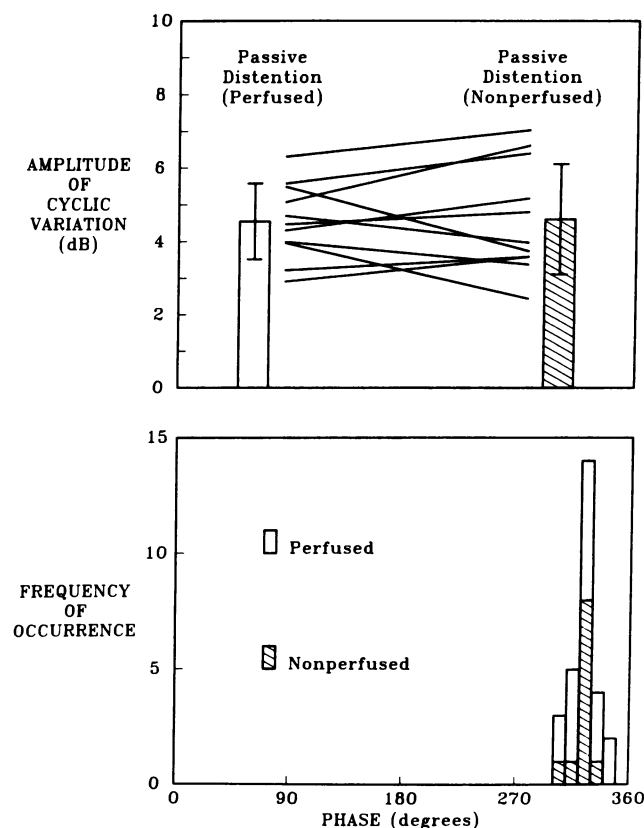 10
8
6
4
2
0
AMPLITUDE
OF
CYCLIC
VARIATION
(dB)
Passive
Distention
(Perfused)
Passive
Distention
(Nonperfused)
15
10
5
0
FREQUENCY
OF
OCCURRENCE
Perfused
Nonperfused
0 90 180 270 360
PHASE (degrees)